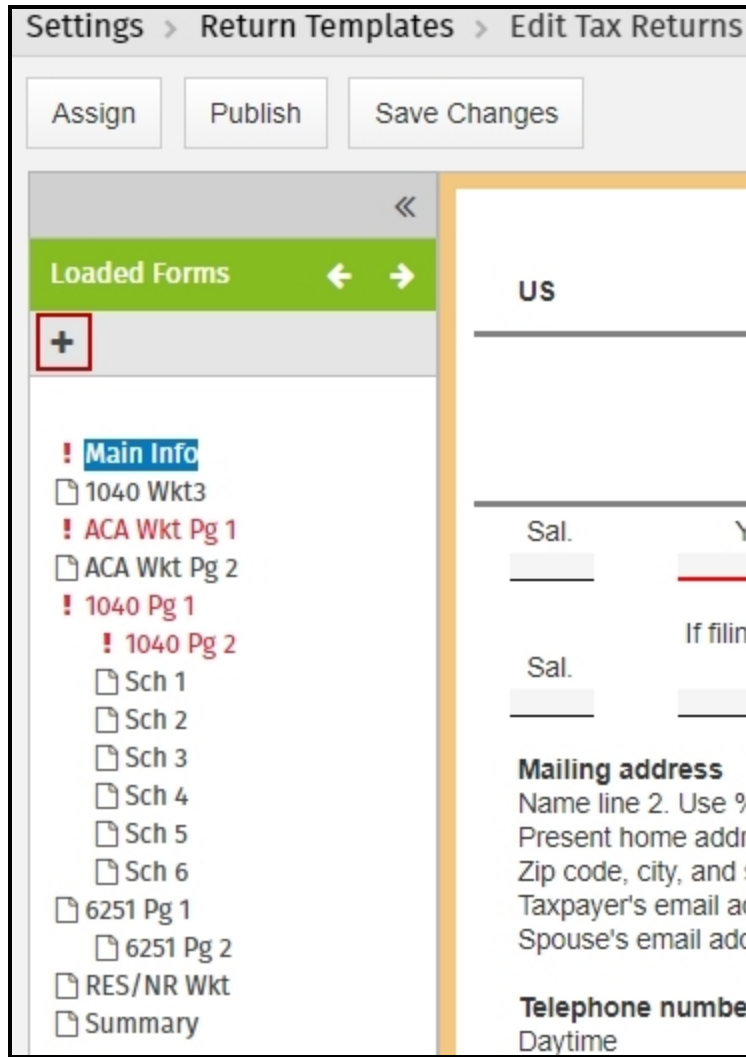 Settings > Return Templates > Edit Tax Returns
Assign Publish Save Changes
«
Loaded Forms
+
! Main Info
1040 Wkt3
! ACA Wkt Pg 1
ACA Wkt Pg 2
! 1040 Pg 1
! 1040 Pg 2
Sch 1
Sch 2
Sch 3
Sch 4
Sch 5
Sch 6
6251 Pg 1
6251 Pg 2
RES/NR Wkt
Summary
US
Sal.
If
Sal.
Mailing address
Name line 2. Use %
Present home
Zip code, city, and
Taxpayer's email
Spouse's email
Telephone
Daytime